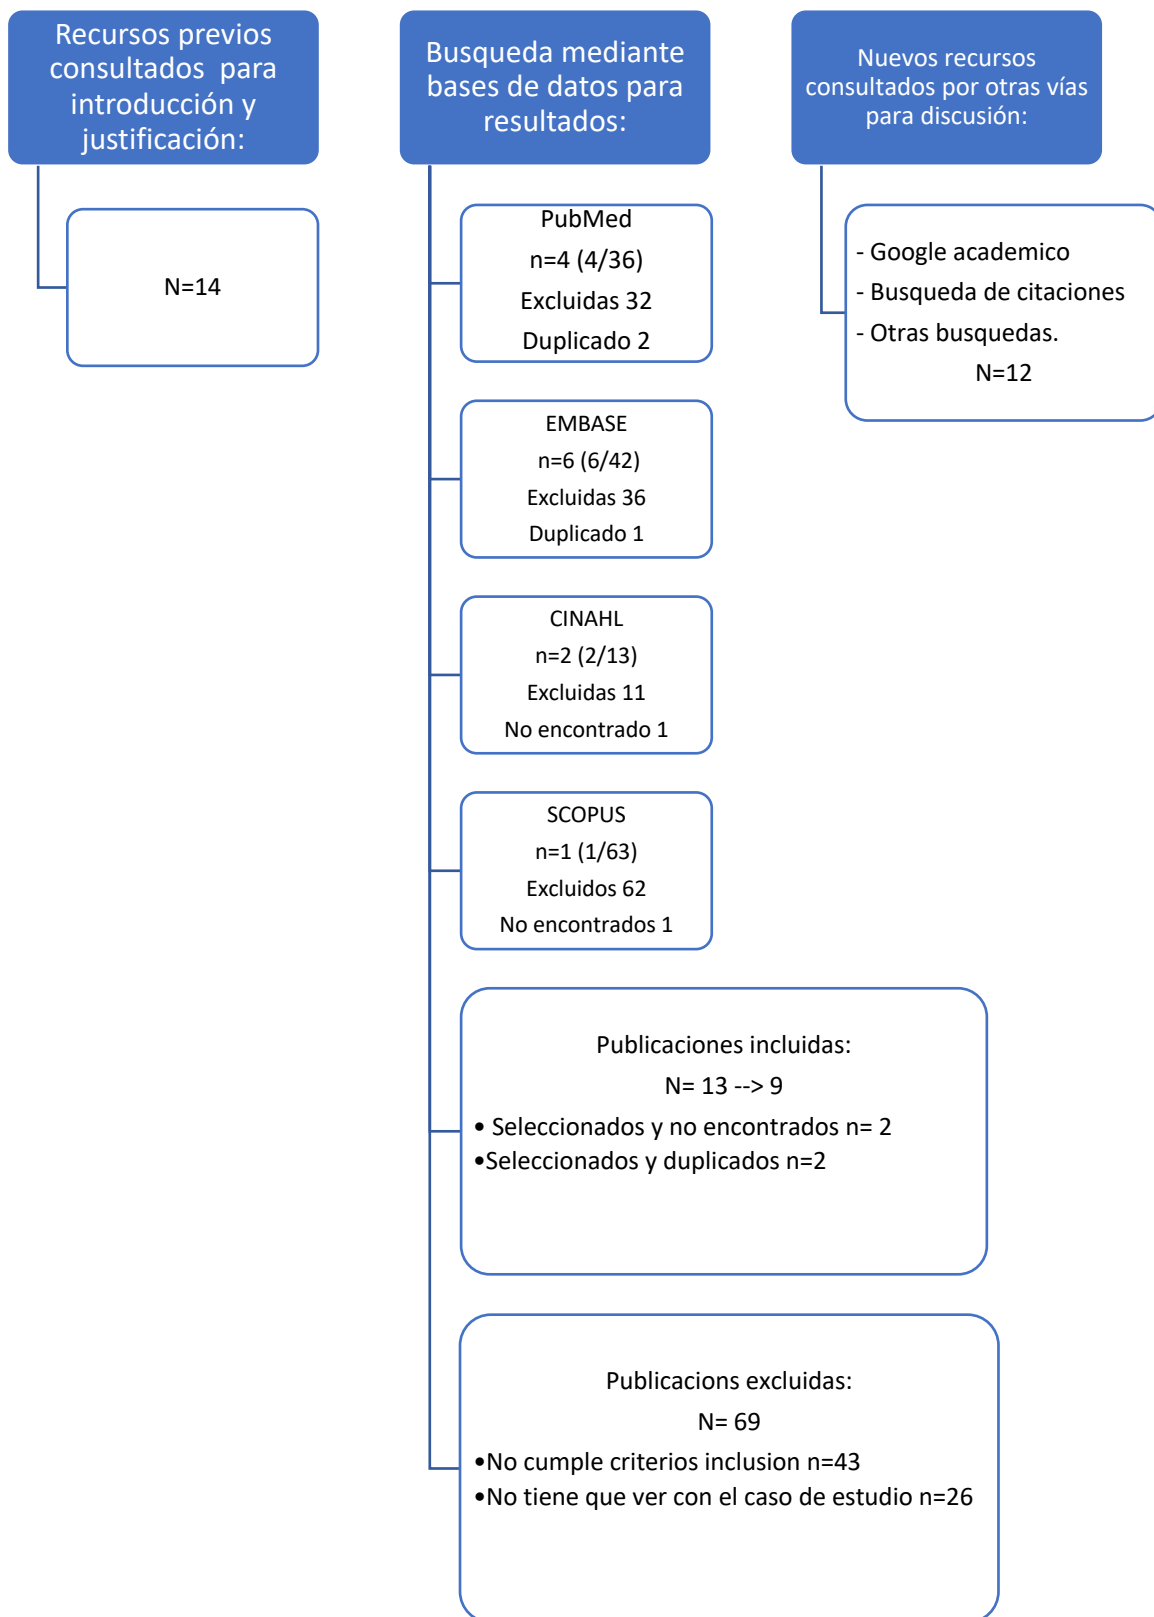 Recursos previos
consultados para
introducción y
justificación:
N=14
Busqueda mediante
bases de datos para
resultados:
PubMed
n=4 (4/36)
Excluidas 32
Duplicado 2
EMBASE
n=6 (6/42)
Excluidas 36
Duplicado 1
CINAHL
n=2 (2/13)
Excluidas 11
No encontrado 1
SCOPUS
n=1 (1/63)
Excluidos 62
No encontrados 1
Publicaciones incluidas:
N= 13 --> 9
• Seleccionados y no encontrados n= 2
•Seleccionados y duplicados n=2
Publicacions excluidas:
N= 69
•No cumple criterios inclusion n=43
•No tiene que ver con el caso de estudio n=26
Nuevos recursos
consultados por otras vías
para discusión:
- Google academico
- Busqueda de citaciones
- Otras busquedas.
N=12